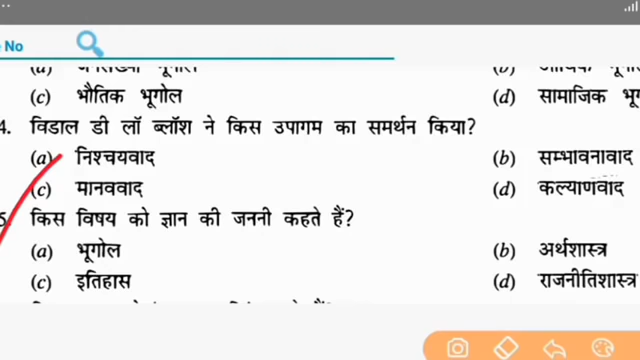 No
(c) भौतिक भूगोल (d) सामाजिक
4. विडाल डी लॉ ब्लॉश ने किस उपागम का समर्थन किया?
(a) निश्चयवाद (b) सम्भावनावाद
(c) मानववाद (d) कल्याणवाद
5. किस विषय को ज्ञान की जननी कहते हैं?
(a) भूगोल (b) अर्थशास्त्र
(c) इतिहास (d) राजनीतिशास्त्र